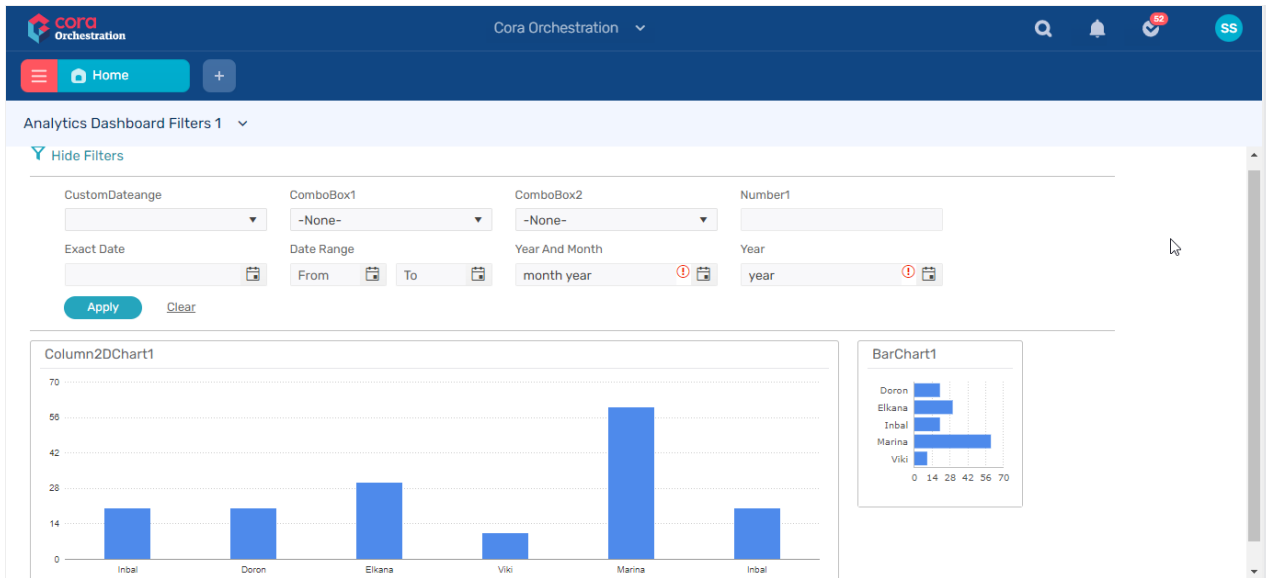 cora
Orchestration
Cora Orchestration
52
SS
Home
+
Analytics Dashboard Filters 1
Hide Filters
CustomDateange ComboBox1 ComboBox2 Number1
-None- -None-
Exact Date Date Range Year And Month Year
From To month year year
Apply Clear
Column2DChart1
70
56
42
28
14
0
Inbal Doron Elkana Viki Marina Inbal
BarChart1
Doron
Elkana
Inbal
Marina
Viki
0 14 28 42 56 70